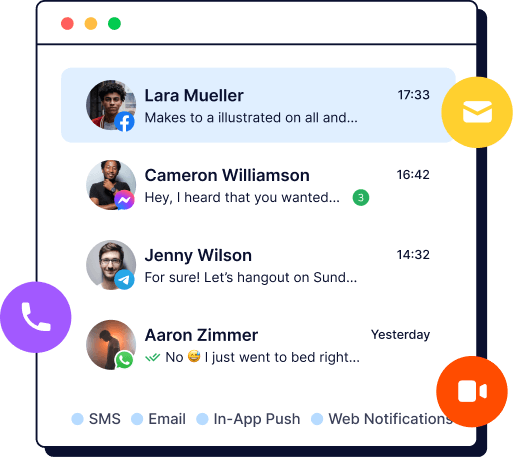 Lara Mueller 17:33
Makes to a illustrated on all and...
Cameron Williamson 16:42
Hey, I heard that you wanted... 3
Jenny Wilson 14:32
For sure! Let’s hangout on Sund...
Aaron Zimmer Yesterday
No 😅 I just went to bed right...
SMS Email In-App Push Web Notifications